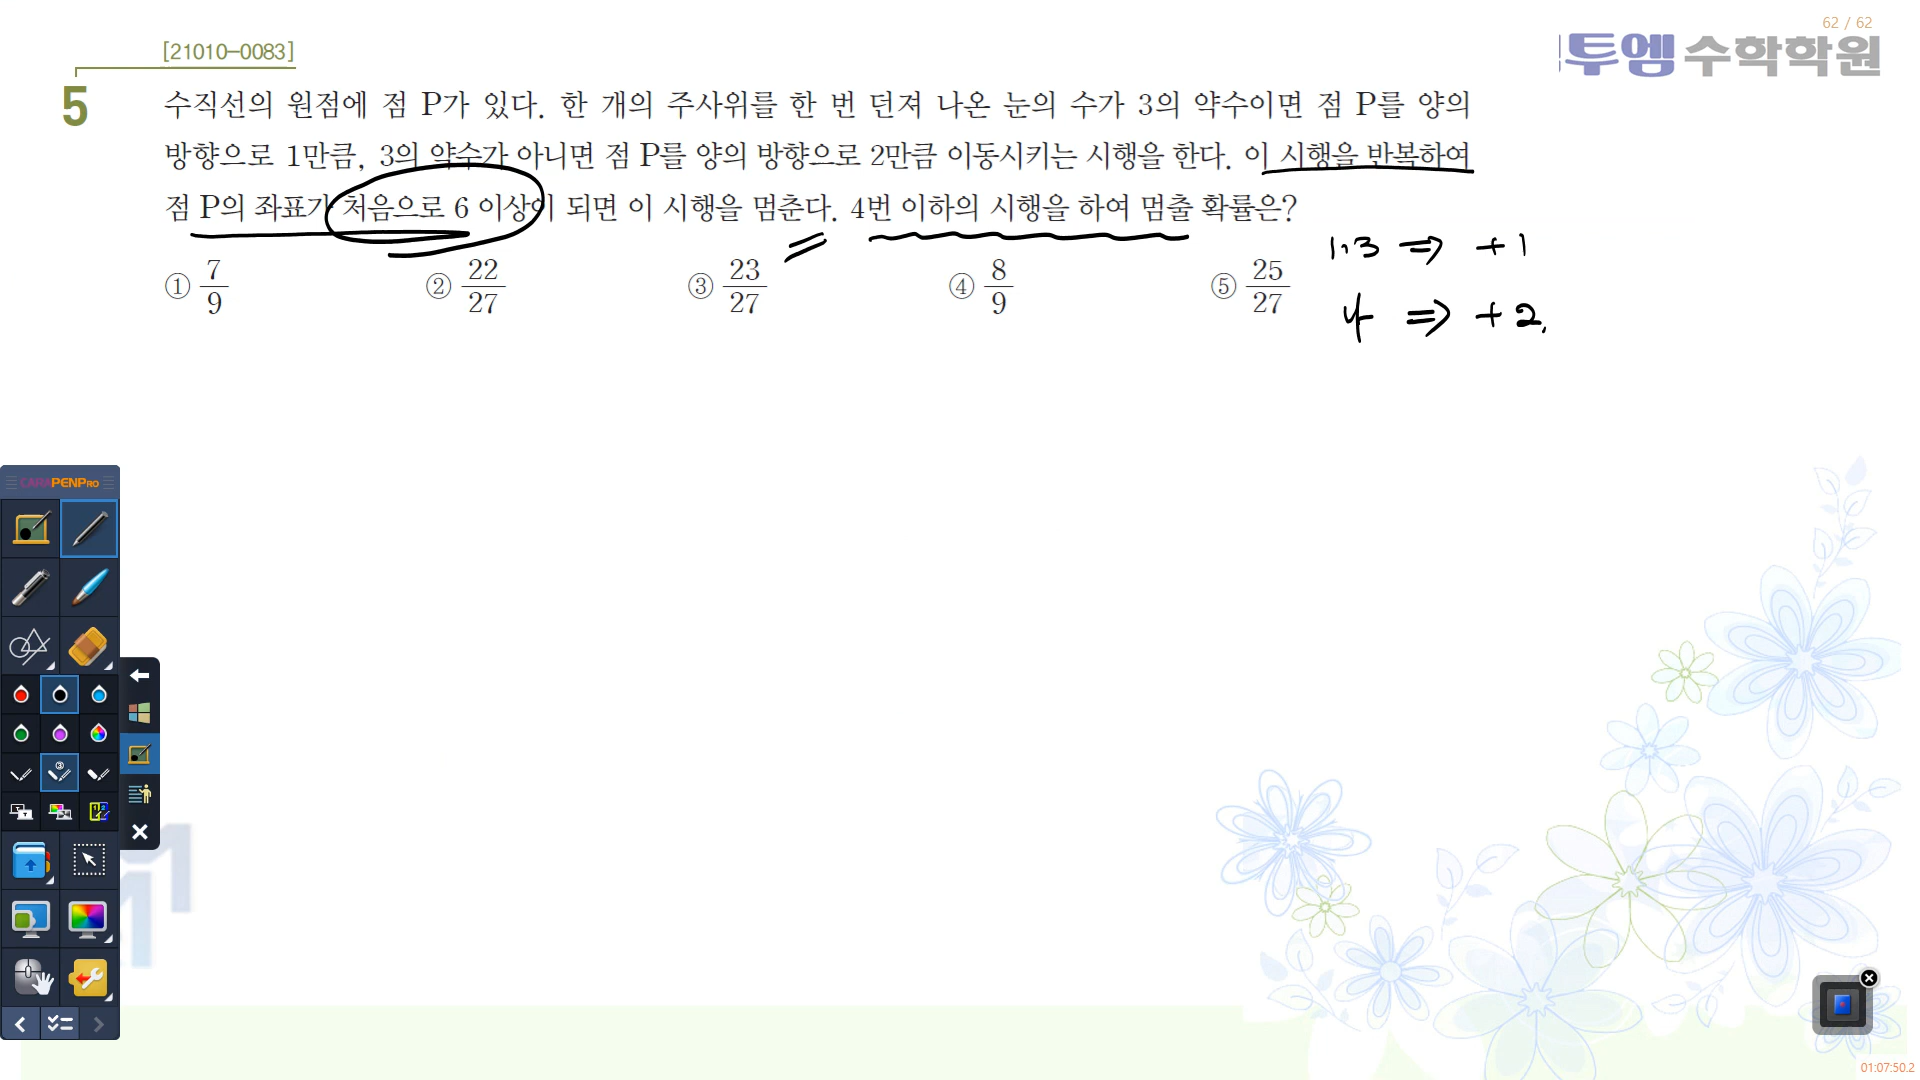 62 / 62
투엠 수학학원
[21010-0083]
5
수직선의 원점에 점 P가 있다. 한 개의 주사위를 한 번 던져 나온 눈의 수가 3의 약수이면 점 P를 양의
방향으로 1만큼, 3의 약수가 아니면 점 P를 양의 방향으로 2만큼 이동시키는 시행을 한다. 이 시행을 반복하여
점 P의 좌표가 처음으로 6 이상이 되면 이 시행을 멈춘다. 4번 이하의 시행을 하여 멈출 확률은?
① 7/9 ② 22/27 ③ 23/27 ④ 8/9 ⑤ 25/27
1, 3 ⇒ +1
⇒ +2.
CARAPENPRO
01:07:50.2